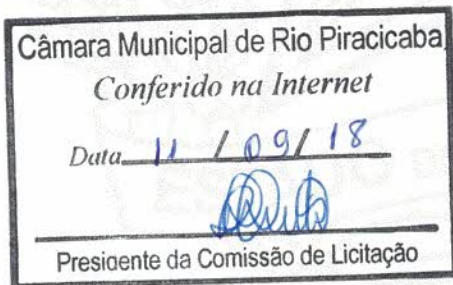 Câmara Municipal de Rio Piracicaba
Conferido na Internet
Data 11 / 09 / 18
Presidente da Comissão de Licitação